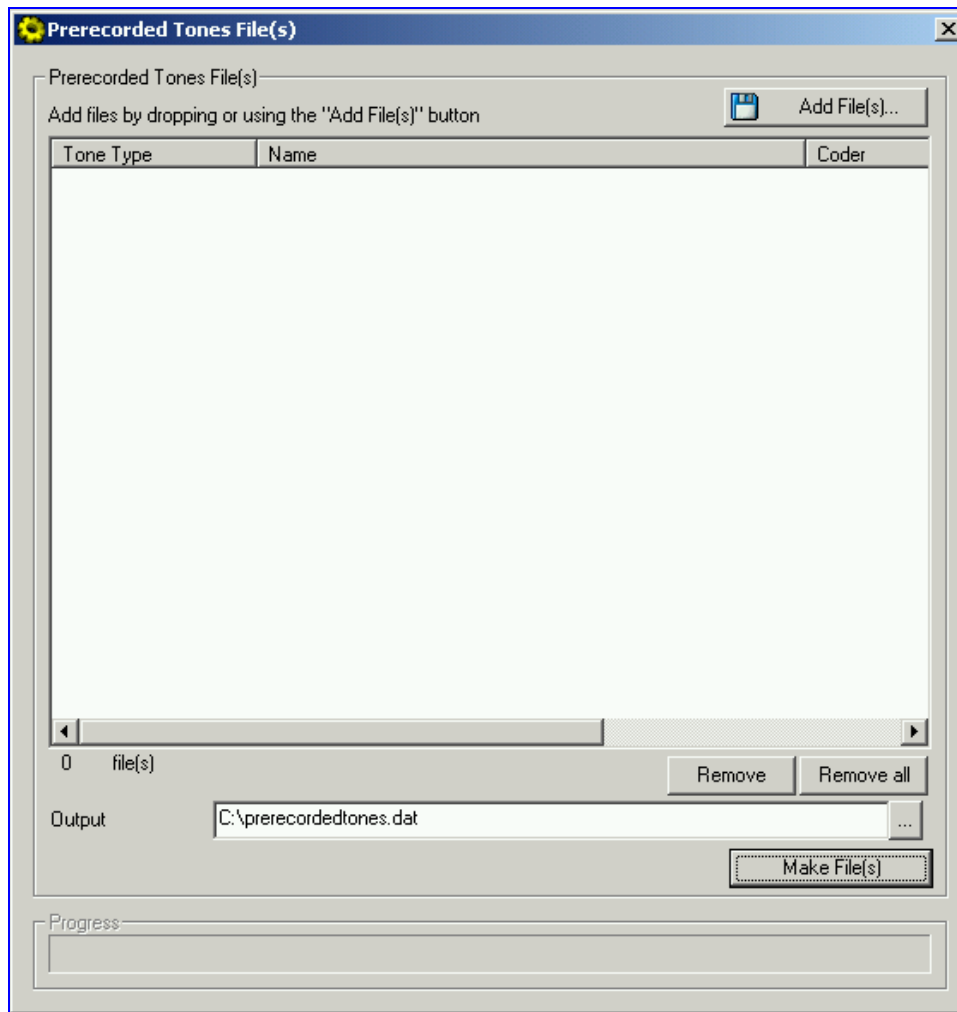 Prerecorded Tones File(s)
Prerecorded Tones File(s)
Add files by dropping or using the "Add File(s)" button
Add File(s)...
Tone Type Name Coder
0 file(s)
Remove Remove all
Output C:\prerecordedtones.dat ...
Make File(s)
Progress